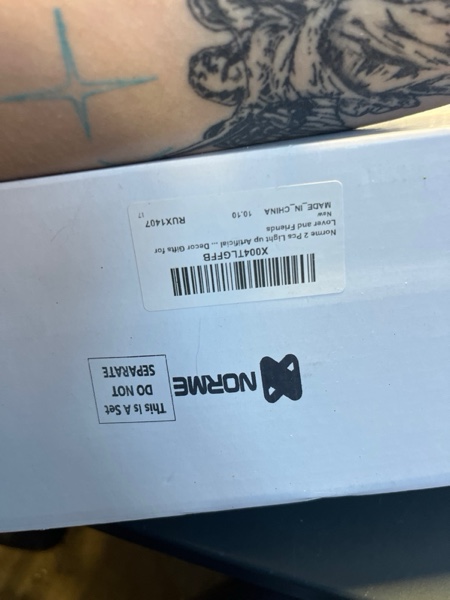 X004TLGFFB
Norme 2 Pcs Light up Artificial ... Decor Gifts for
Lover and Friends
New
MADE_IN_CHINA 10.10 RUX1407
17
NORME
This Is A Set
DO NOT
SEPARATE